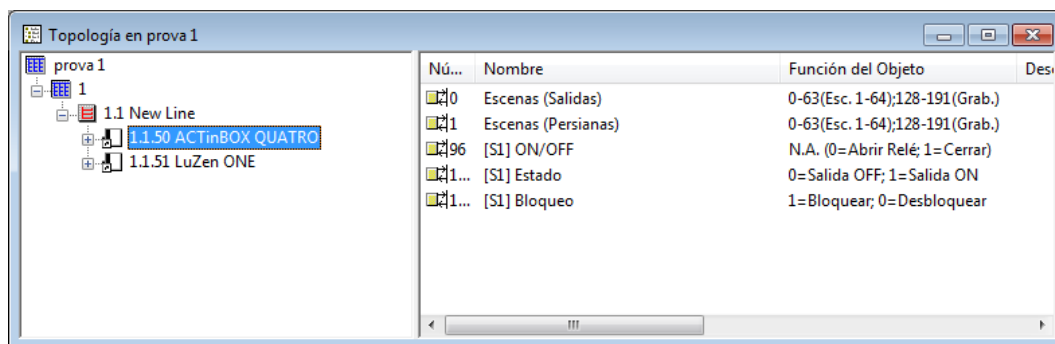 Topología en prova 1
prova 1
1
1.1 New Line
1.1.50 ACTinBOX QUATRO
1.1.51 LuZen ONE
Nú... Nombre Función del Objeto Des
0 Escenas (Salidas) 0-63(Esc. 1-64);128-191(Grab.)
1 Escenas (Persianas) 0-63(Esc. 1-64);128-191(Grab.)
96 [S1] ON/OFF N.A. (0=Abrir Relé; 1=Cerrar)
1... [S1] Estado 0=Salida OFF; 1=Salida ON
1... [S1] Bloqueo 1=Bloquear; 0=Desbloquear